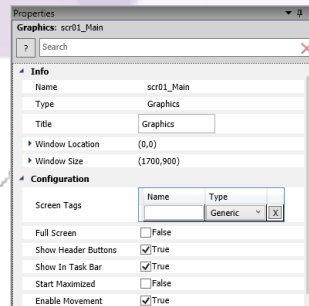 Properties
Graphics: scr01_Main
? Search
Info
Name scr01_Main
Type Graphics
Title Graphics
Window Location (0,0)
Window Size (1700,900)
Configuration
Name Type
Screen Tags Generic X
Full Screen False
Show Header Buttons True
Show In Task Bar True
Start Maximized False
Enable Movement True